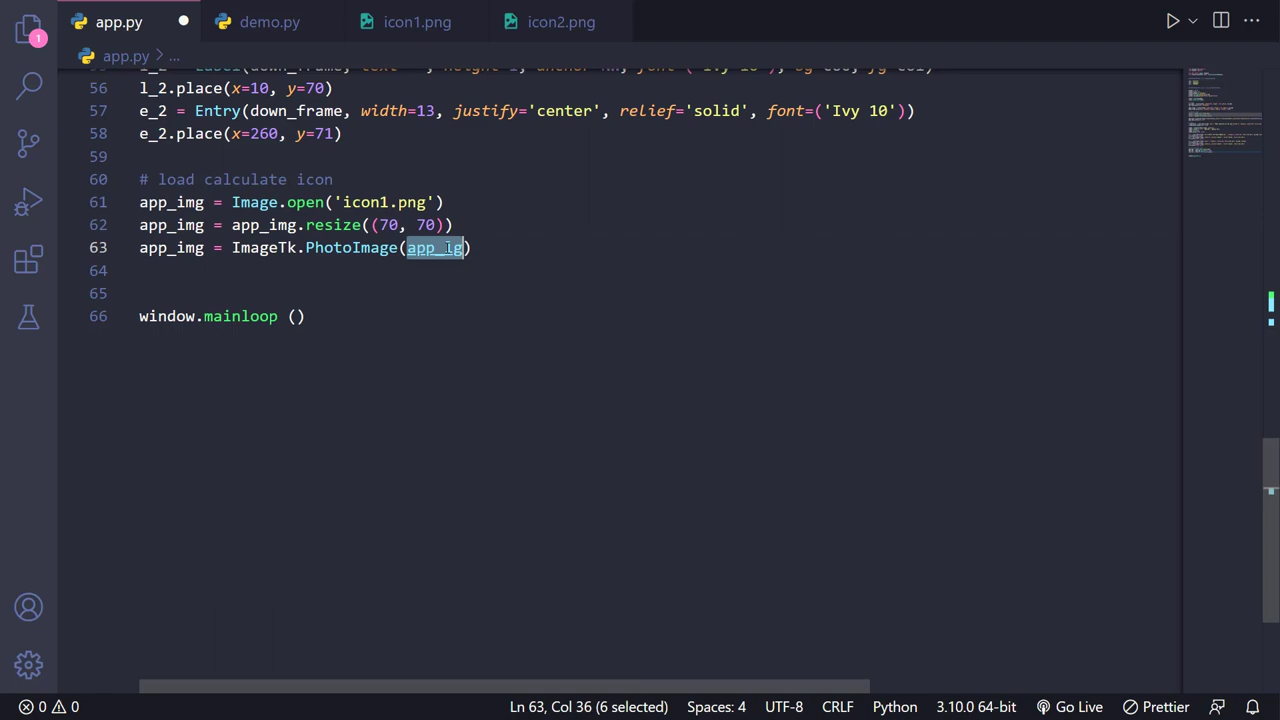 app.py
demo.py
icon1.png
icon2.png
app.py > ...
56 l_2.place(x=10, y=70)
57 e_2 = Entry(down_frame, width=13, justify='center', relief='solid', font=('Ivy 10'))
58 e_2.place(x=260, y=71)
59
60 # load calculate icon
61 app_img = Image.open('icon1.png')
62 app_img = app_img.resize((70, 70))
63 app_img = ImageTk.PhotoImage(app_ig)
64
65
66 window.mainloop ()
1
0 0 Ln 63, Col 36 (6 selected) Spaces: 4 UTF-8 CRLF Python 3.10.0 64-bit Go Live Prettier